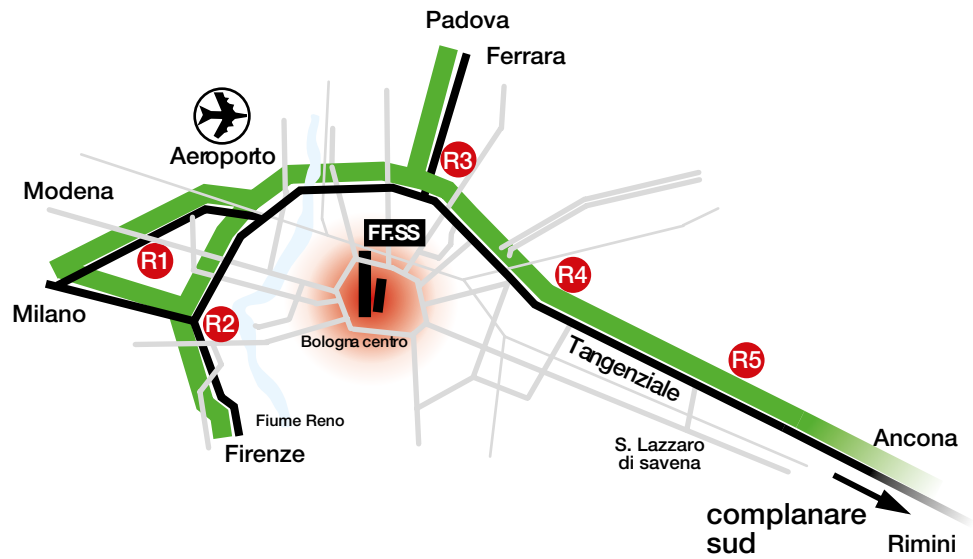 Padova
Ferrara
Aeroporto
R3
Modena
FF.SS
R1
R4
Milano
R2
Bologna centro
Tangenziale
R5
Fiume Reno
Firenze
S. Lazzaro
di savena
Ancona
complanare
sud
Rimini